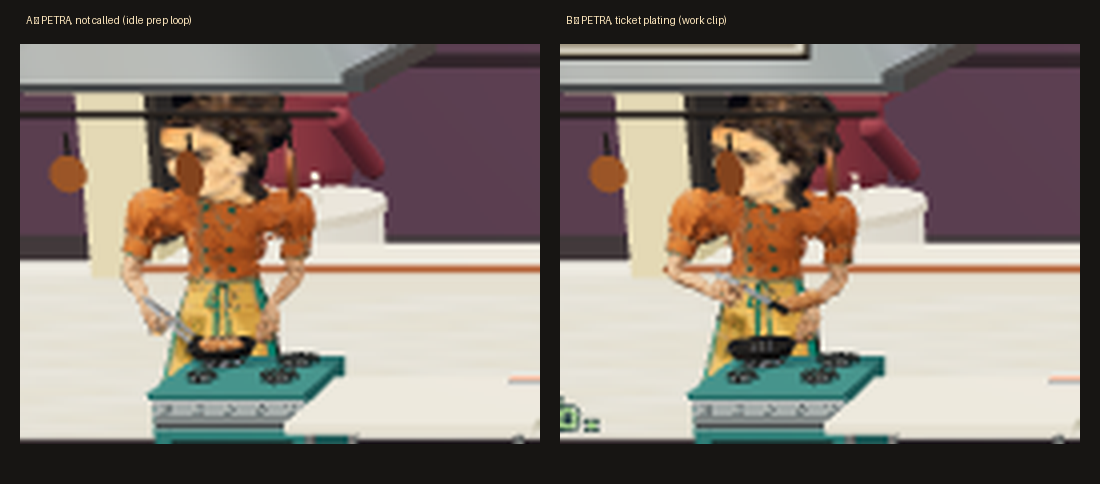 A▯ PETRA, not called (idle prep loop)
B▯ PETRA, ticket plating (work clip)